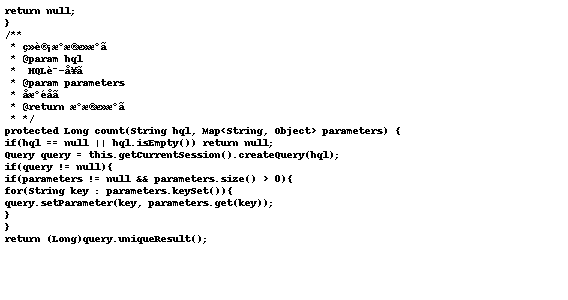 return null;
}
/**
 * ç»è®¡æ°æ®æ»æ°ã
 * @param hql
 *  HQLè¯­å¥ã
 * @param parameters
 * åæ°éåã
 * @return æ°æ®æ»æ°ã
 * */
protected Long count(String hql, Map<String, Object> parameters) {
if(hql == null || hql.isEmpty()) return null;
Query query = this.getCurrentSession().createQuery(hql);
if(query != null){
if(parameters != null && parameters.size() > 0){
for(String key : parameters.keySet()){
query.setParameter(key, parameters.get(key));
}
}
return (Long)query.uniqueResult();